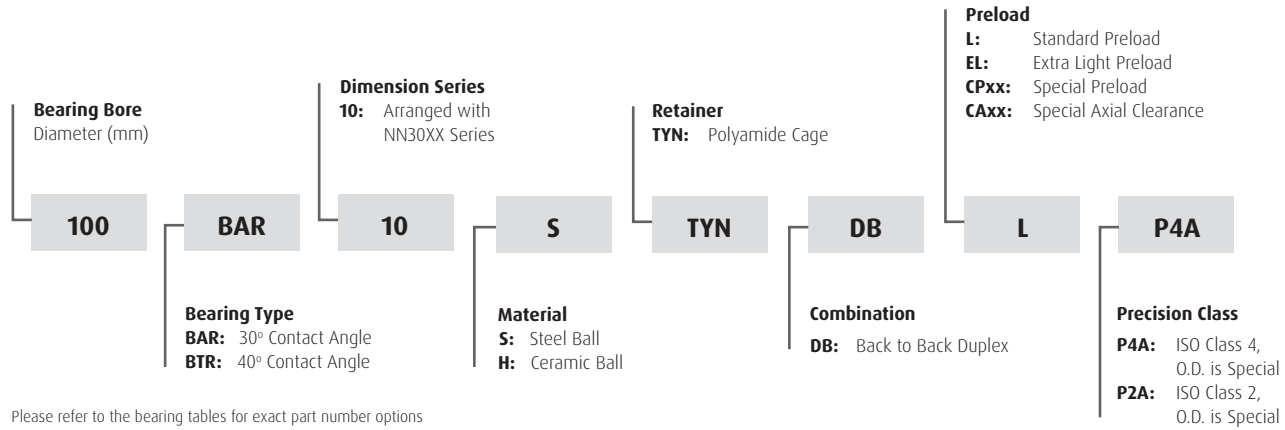 Preload
L: Standard Preload
EL: Extra Light Preload
CPxx: Special Preload
CAxx: Special Axial Clearance
Dimension Series
10: Arranged with
NN30XX Series
Bearing Bore
Diameter (mm)
Retainer
TYN: Polyamide Cage
100 BAR 10 S TYN DB L P4A
Bearing Type
BAR: 30º Contact Angle
BTR: 40º Contact Angle
Material
S: Steel Ball
H: Ceramic Ball
Combination
DB: Back to Back Duplex
Precision Class
P4A: ISO Class 4,
O.D. is Special
P2A: ISO Class 2,
O.D. is Special
Please refer to the bearing tables for exact part number options